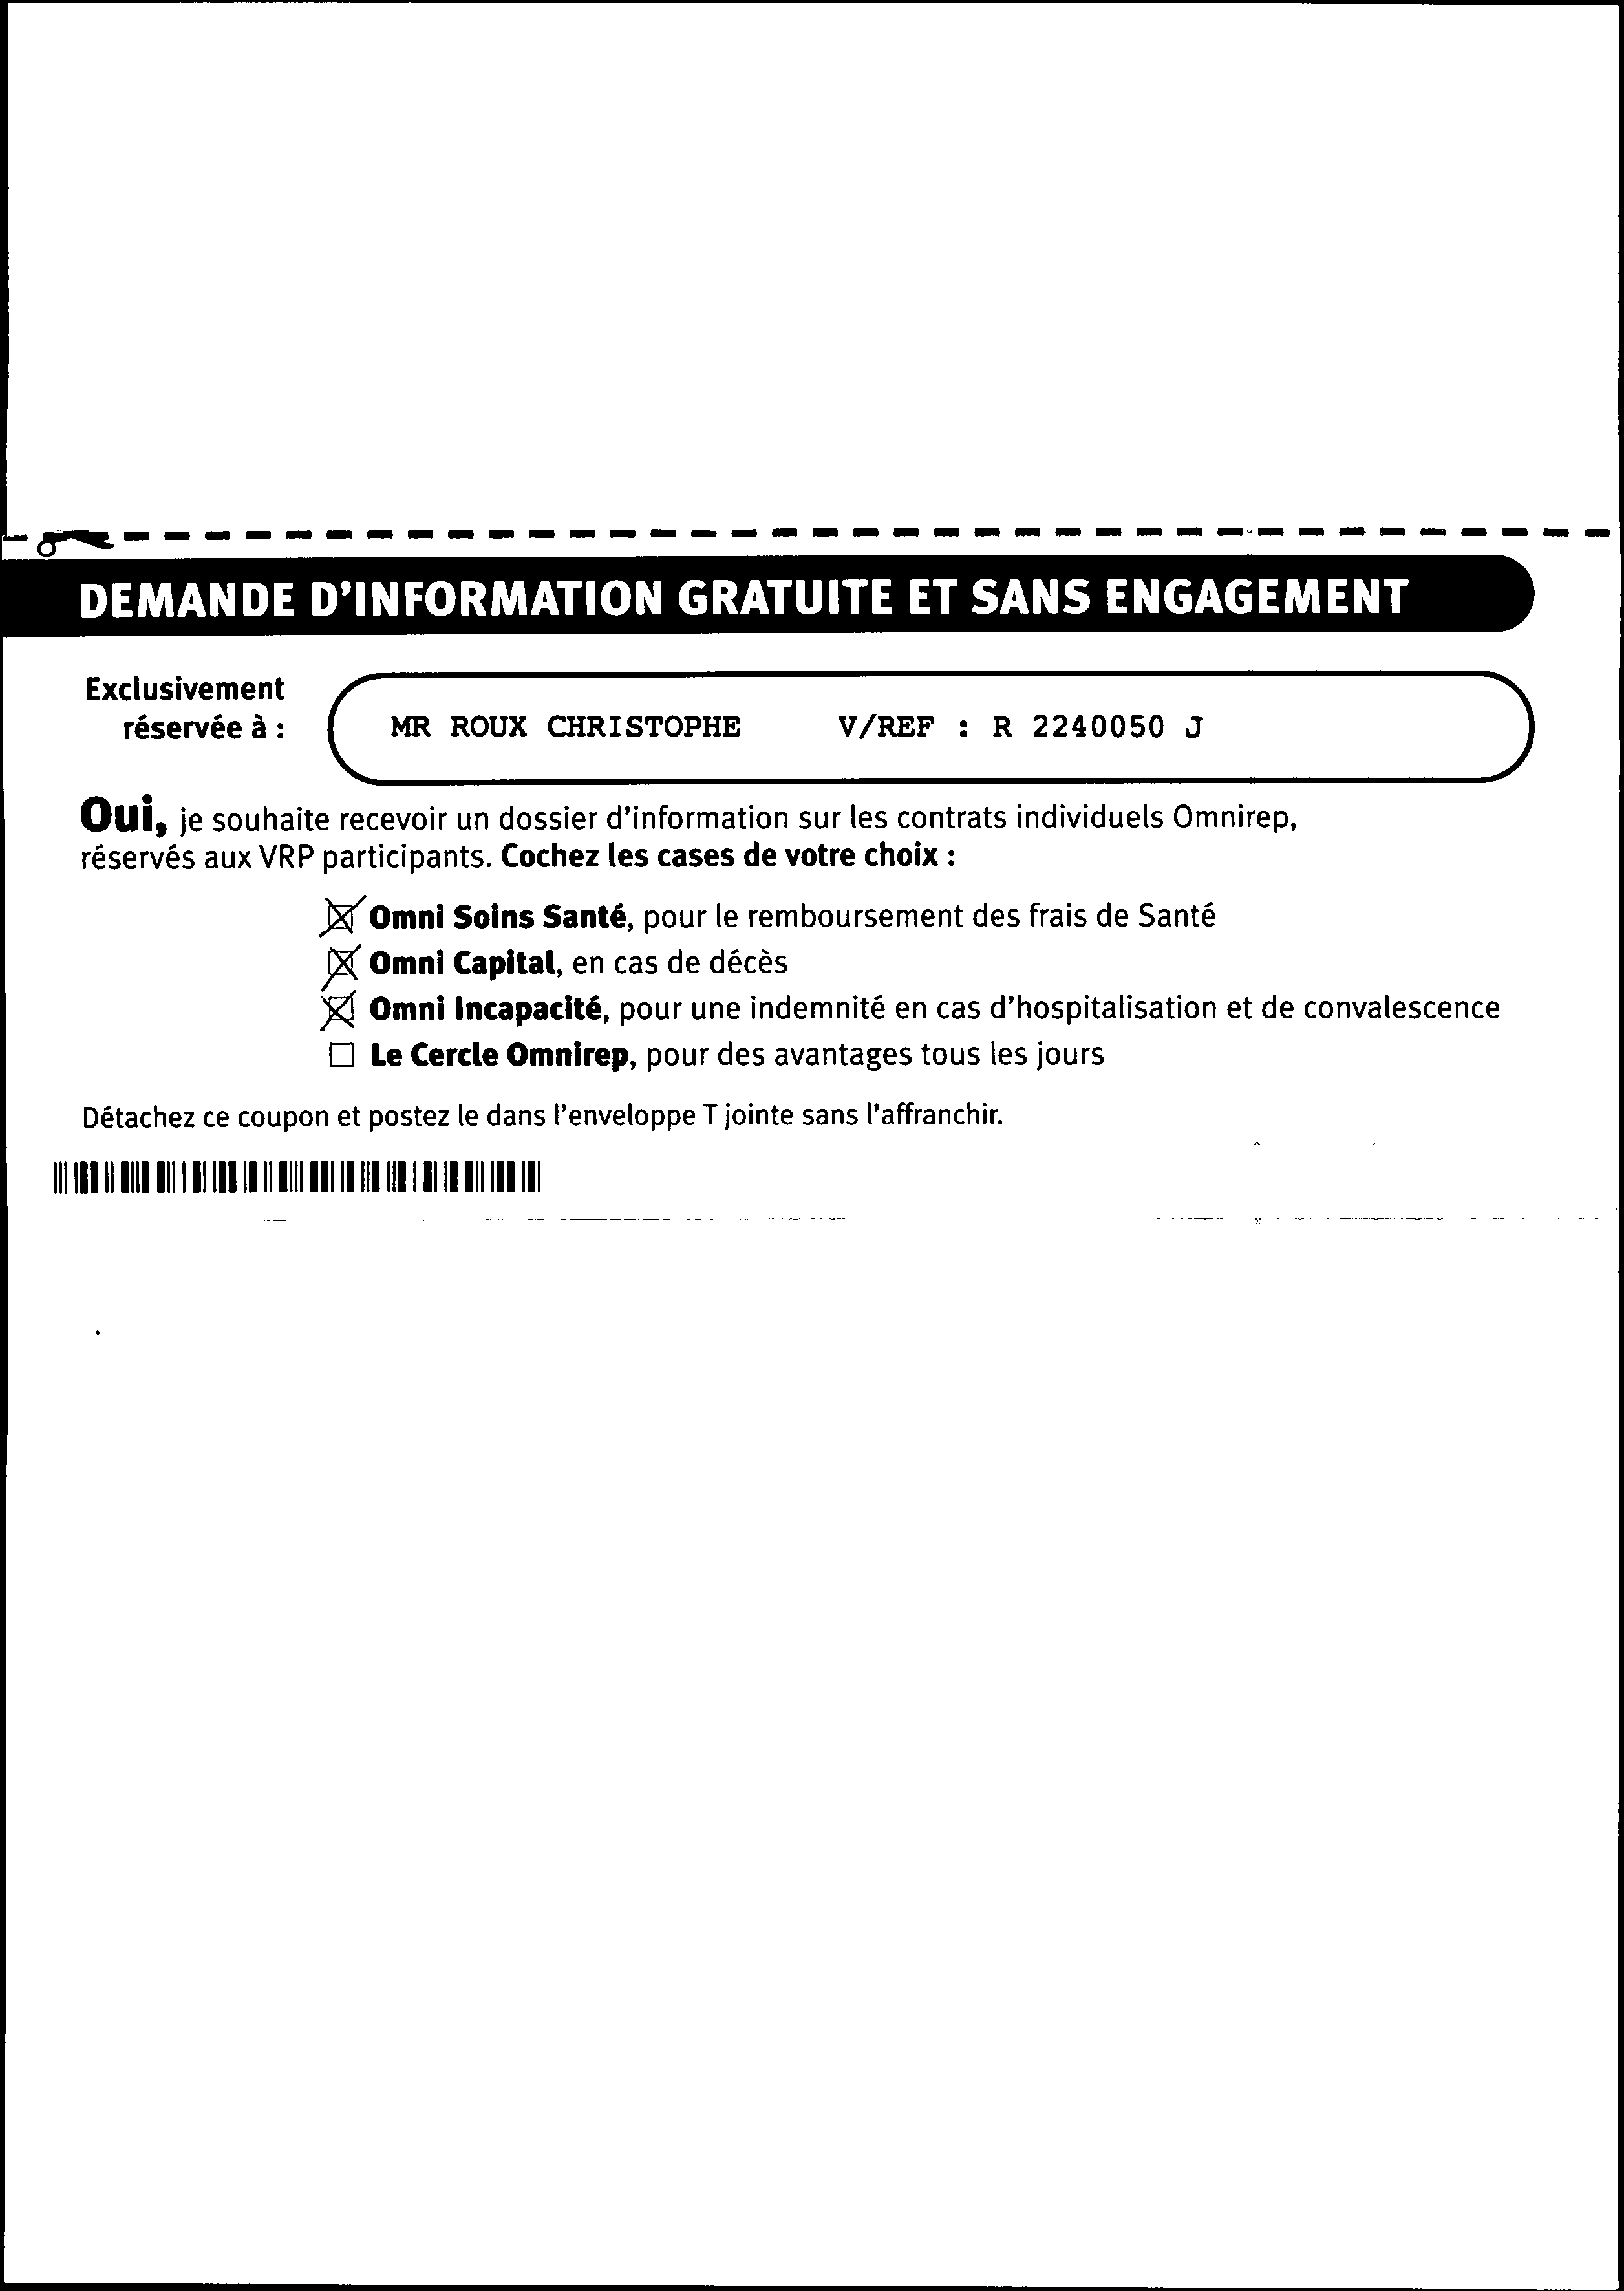 DEMANDE D'INFORMATION GRATUITE ET SANS ENGAGEMENT
Exclusivement
réservée à :
MR ROUX CHRISTOPHE V/REF : R 2240050 J
Oui, je souhaite recevoir un dossier d'information sur les contrats individuels Omnirep,
réservés aux VRP participants. Cochez les cases de votre choix :
Omni Soins Santé, pour le remboursement des frais de Santé
Omni Capital, en cas de décès
Omni Incapacité, pour une indemnité en cas d'hospitalisation et de convalescence
Le Cercle Omnirep, pour des avantages tous les jours
Détachez ce coupon et postez le dans l'enveloppe T jointe sans l'affranchir.